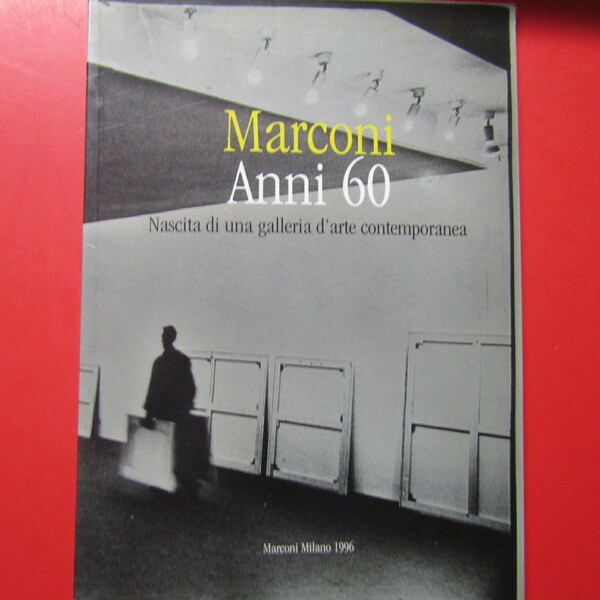 Marconi
Anni 60
Nascita di una galleria d'arte contemporanea
Marconi Milano 1996